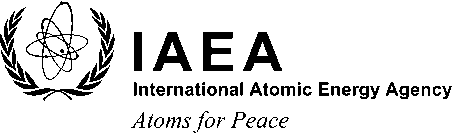 IAEA
International Atomic Energy Agency
Atoms for Peace